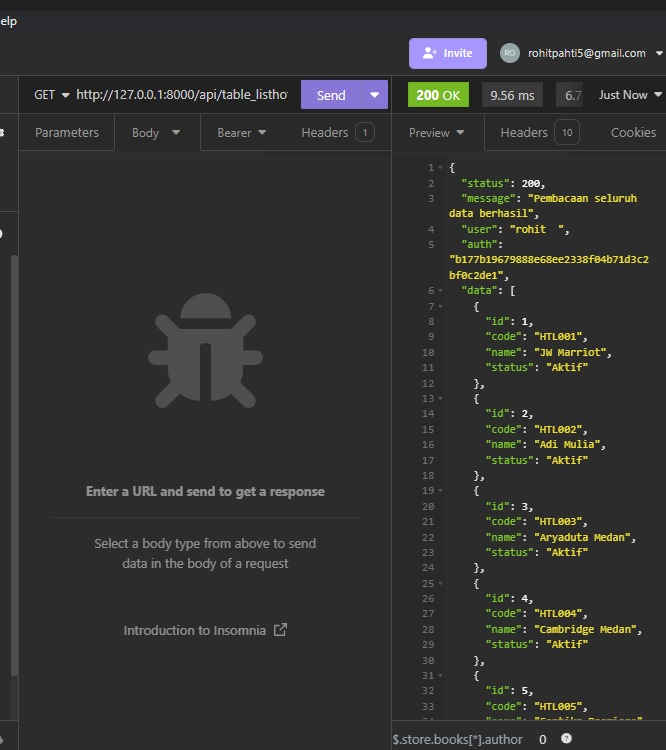 elp
Invite
RO rohitpahti5@gmail.com
GET http://127.0.0.1:8000/api/table_listho
Send
200 OK
9.56 ms
6.7
Just Now
Parameters
Body
Bearer
Headers 1
Preview
Headers 10
Cookies
Enter a URL and send to get a response
Select a body type from above to send
data in the body of a request
Introduction to Insomnia
1 {
2 "status": 200,
3 "message": "Pembacaan seluruh
data berhasil",
4 "user": "rohit  ",
5 "auth":
"b177b19679888e68ee2338f04b71d3c2
bf0c2de1",
6 "data": [
7 {
8 "id": 1,
9 "code": "HTL001",
10 "name": "JW Marriot",
11 "status": "Aktif"
12 },
13 {
14 "id": 2,
15 "code": "HTL002",
16 "name": "Adi Mulia",
17 "status": "Aktif"
18 },
19 {
20 "id": 3,
21 "code": "HTL003",
22 "name": "Aryaduta Medan",
23 "status": "Aktif"
24 },
25 {
26 "id": 4,
27 "code": "HTL004",
28 "name": "Cambridge Medan",
29 "status": "Aktif"
30 },
31 {
32 "id": 5,
33 "code": "HTL005",
$.store.books[*].author
0
?